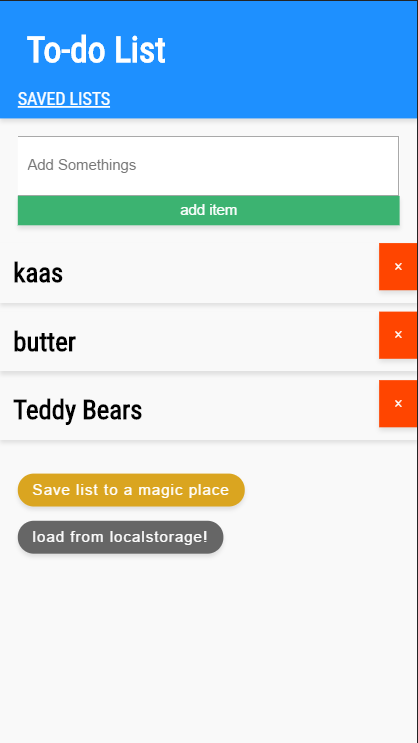 To-do List
SAVED LISTS
Add Somethings
add item
kaas
×
butter
×
Teddy Bears
×
Save list to a magic place
load from localstorage!